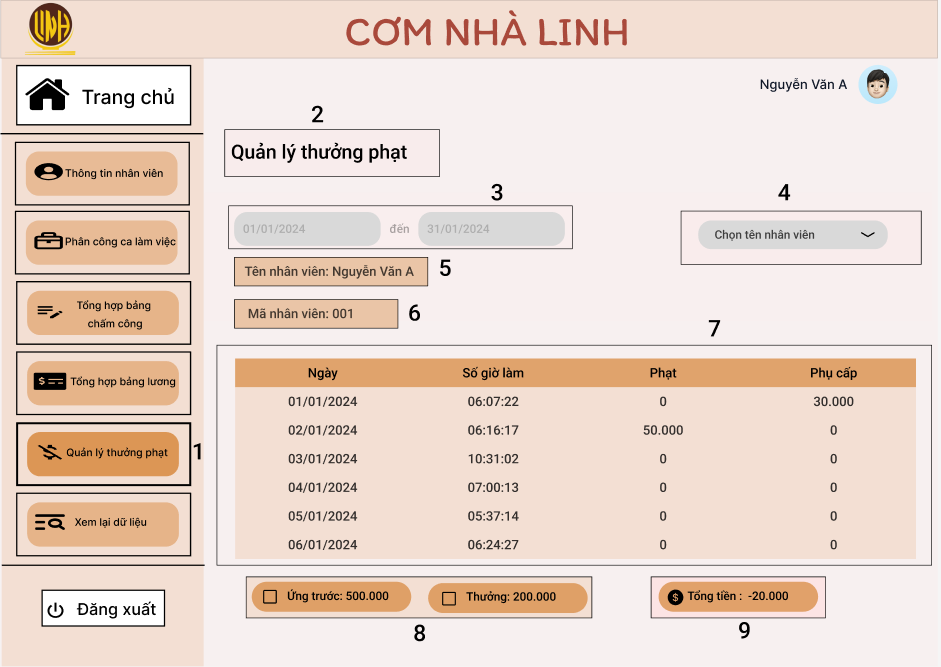 LINH
CƠM NHÀ LINH
Trang chủ
Nguyễn Văn A
2
Quản lý thưởng phạt
Thông tin nhân viên
3
4
01/01/2024 đến 31/01/2024
Chọn tên nhân viên
Phân công ca làm việc
Tên nhân viên: Nguyễn Văn A 5
Mã nhân viên: 001 6
Tổng hợp bảng
chấm công
7
Tổng hợp bảng lương
Quản lý thưởng phạt 1
Xem lại dữ liệu
Ngày Số giờ làm Phạt Phụ cấp
01/01/2024 06:07:22 0 30.000
02/01/2024 06:16:17 50.000 0
03/01/2024 10:31:02 0 0
04/01/2024 07:00:13 0 0
05/01/2024 05:37:14 0 0
06/01/2024 06:24:27 0 0
Đăng xuất
Ứng trước: 500.000 Thưởng: 200.000
$ Tổng tiền : -20.000
8
9